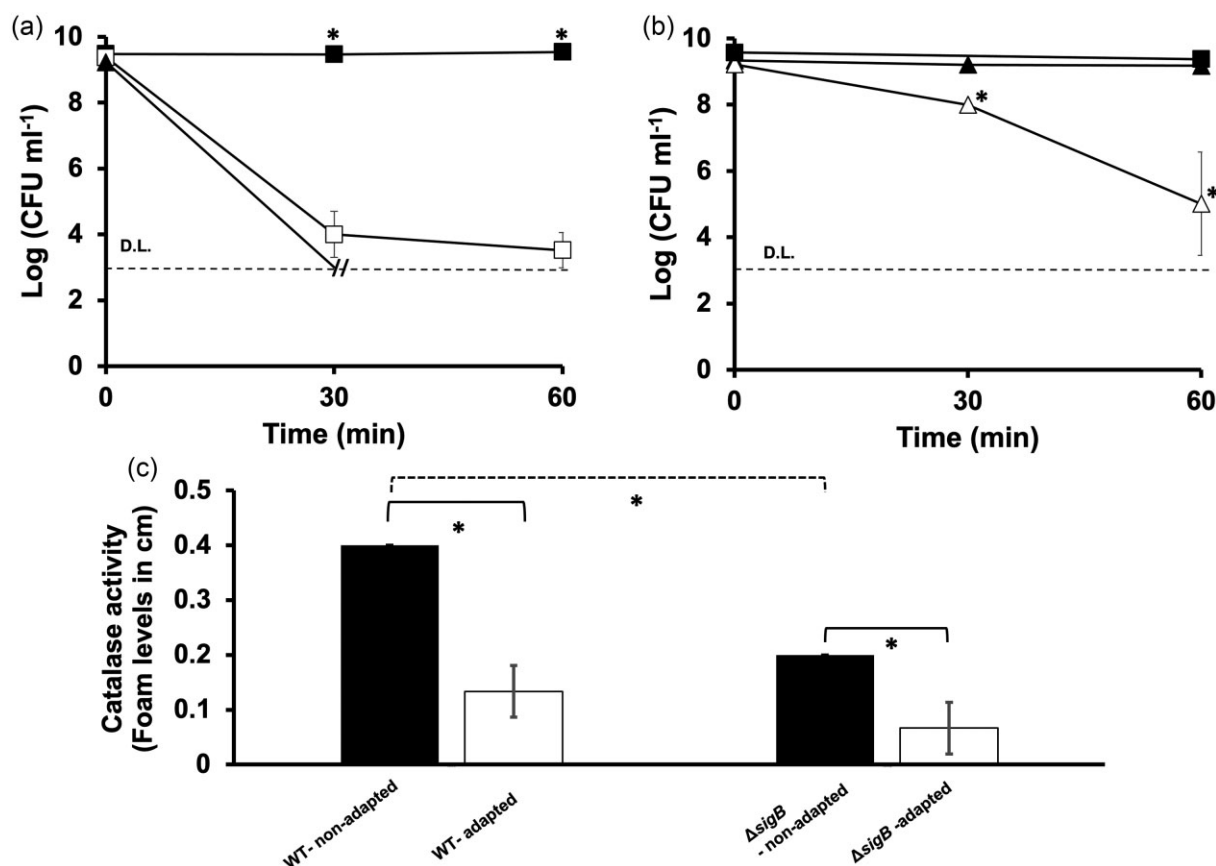 (a)
10
8
6
4
2
0
Log (CFU ml-1)
D.L.
*
*
//
0
30
60
Time (min)
(b)
10
8
6
4
2
0
Log (CFU ml-1)
D.L.
*
*
0
30
60
Time (min)
(c)
0.5
0.4
0.3
0.2
0.1
0
Catalase activity
(Foam levels in cm)
*
*
*
WT- non-adapted
WT- adapted
ΔsigB
- non-adapted
ΔsigB -adapted